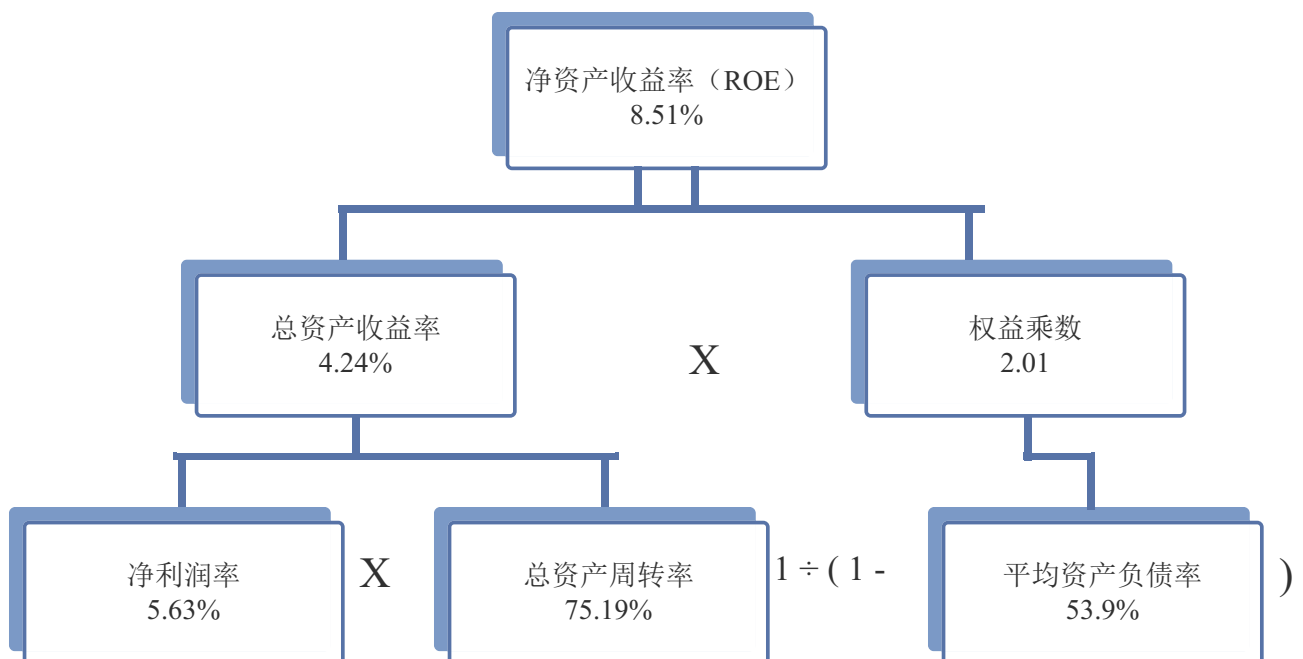 净资产收益率（ROE）
8.51%
总资产收益率
4.24%
X
权益乘数
2.01
净利润率
5.63%
X
总资产周转率
75.19%
1 ÷ ( 1 -
平均资产负债率
53.9%
)